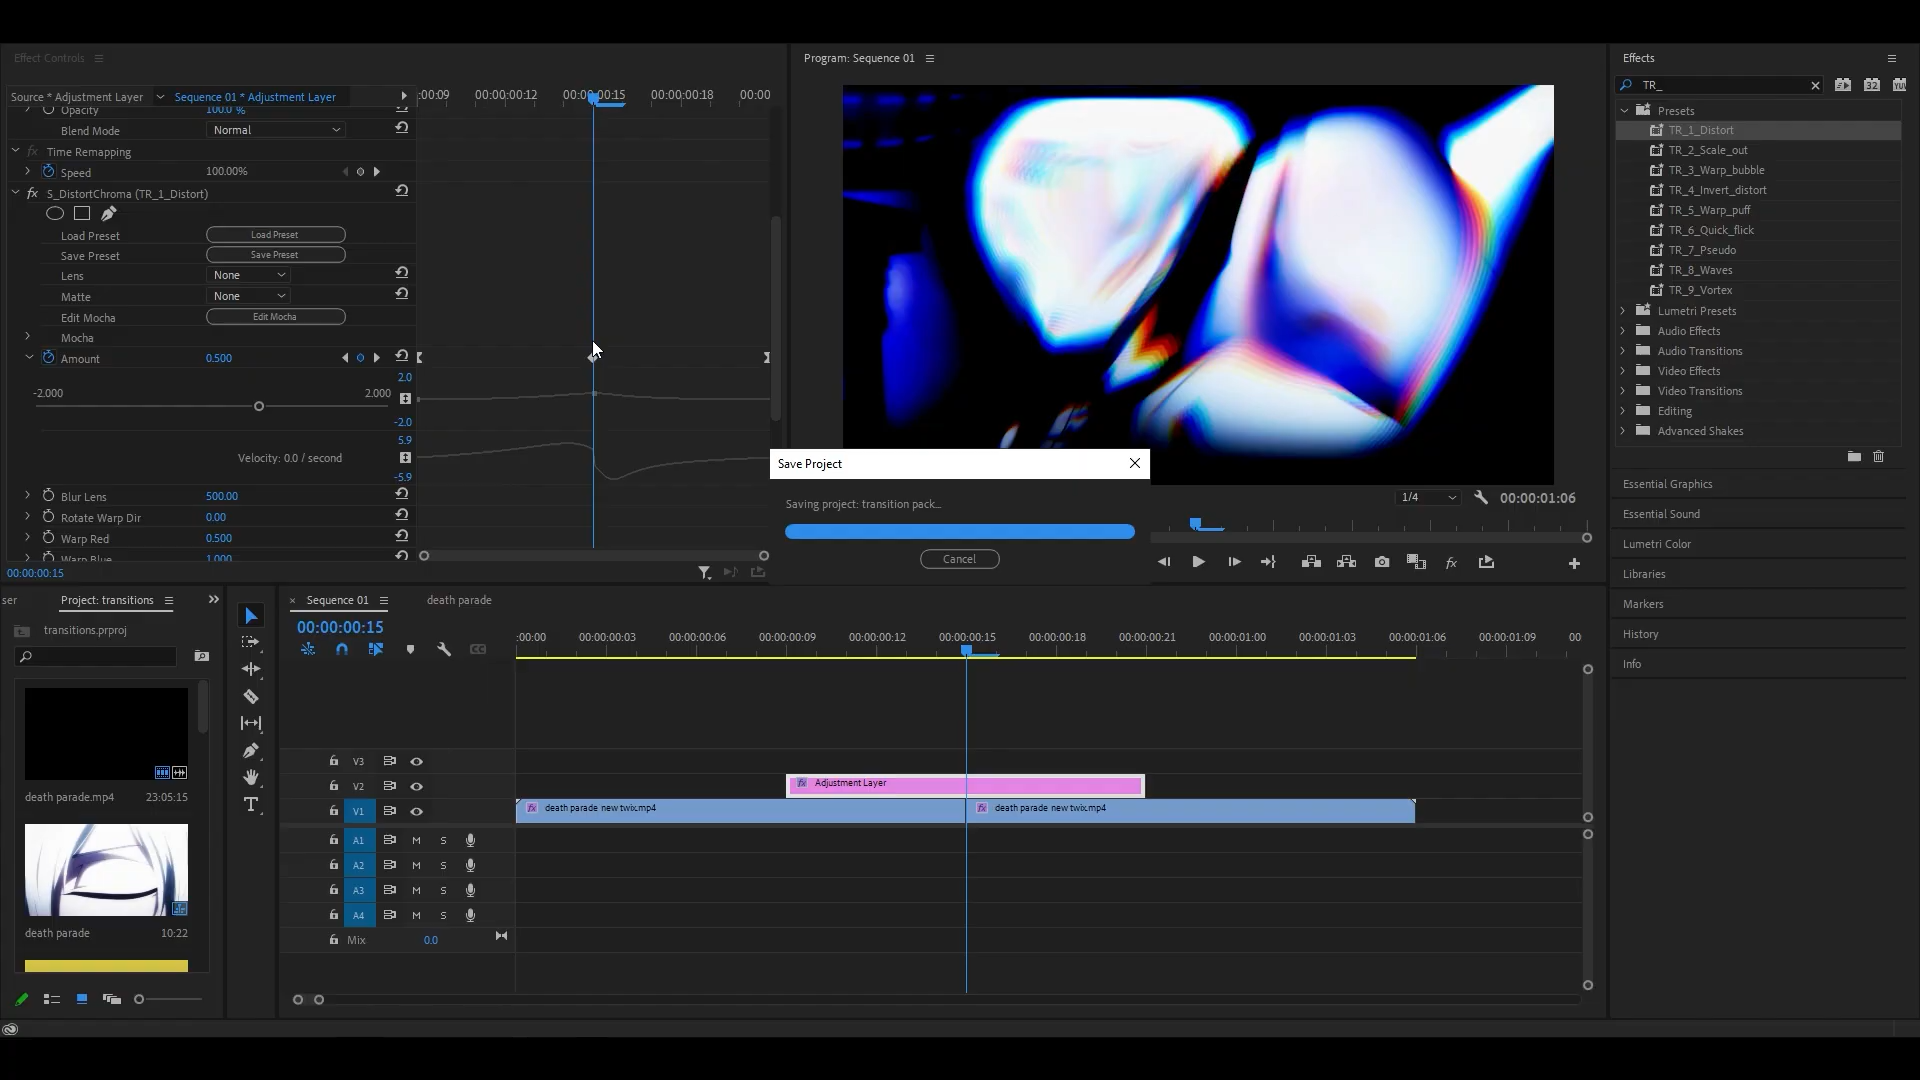 Effect Controls
Source * Adjustment Layer
Sequence 01 * Adjustment Layer
:00:09
00:00:00:12
00:00:00:15
00:00:00:18
00:00
Opacity
100.0 %
Blend Mode
Normal
Time Remapping
Speed
100.00%
fx S_DistortChroma (TR_1_Distort)
Load Preset
Load Preset
Save Preset
Save Preset
Lens
None
Matte
None
Edit Mocha
Edit Mocha
Mocha
Amount
0.500
2.0
-2.000
2.000
-2.0
5.9
Velocity: 0.0 / second
-5.9
Blur Lens
500.00
Rotate Warp Dir
0.00
Warp Red
0.500
Warp Blue
1.000
00:00:00:15
Program: Sequence 01
Save Project
Saving project: transition pack...
Cancel
1/4
00:00:01:06
fx
Effects
TR_
Presets
TR_1_Distort
TR_2_Scale_out
TR_3_Warp_bubble
TR_4_Invert_distort
TR_5_Warp_puff
TR_6_Quick_flick
TR_7_Pseudo
TR_8_Waves
TR_9_Vortex
Lumetri Presets
Audio Effects
Audio Transitions
Video Effects
Video Transitions
Editing
Advanced Shakes
Essential Graphics
Essential Sound
Lumetri Color
Libraries
Markers
History
Info
ser
Project: transitions
transitions.prproj
death parade.mp4
23:05:15
death parade
10:22
Sequence 01
death parade
00:00:00:15
:00:00
00:00:00:03
00:00:00:06
00:00:00:09
00:00:00:12
00:00:00:15
00:00:00:18
00:00:00:21
00:00:01:00
00:00:01:03
00:00:01:06
00:00:01:09
00
V3
V2
fx Adjustment Layer
V1
fx death parade new twix.mp4
fx death parade new twix.mp4
A1 M S
A2 M S
A3 M S
A4 M S
Mix
0.0